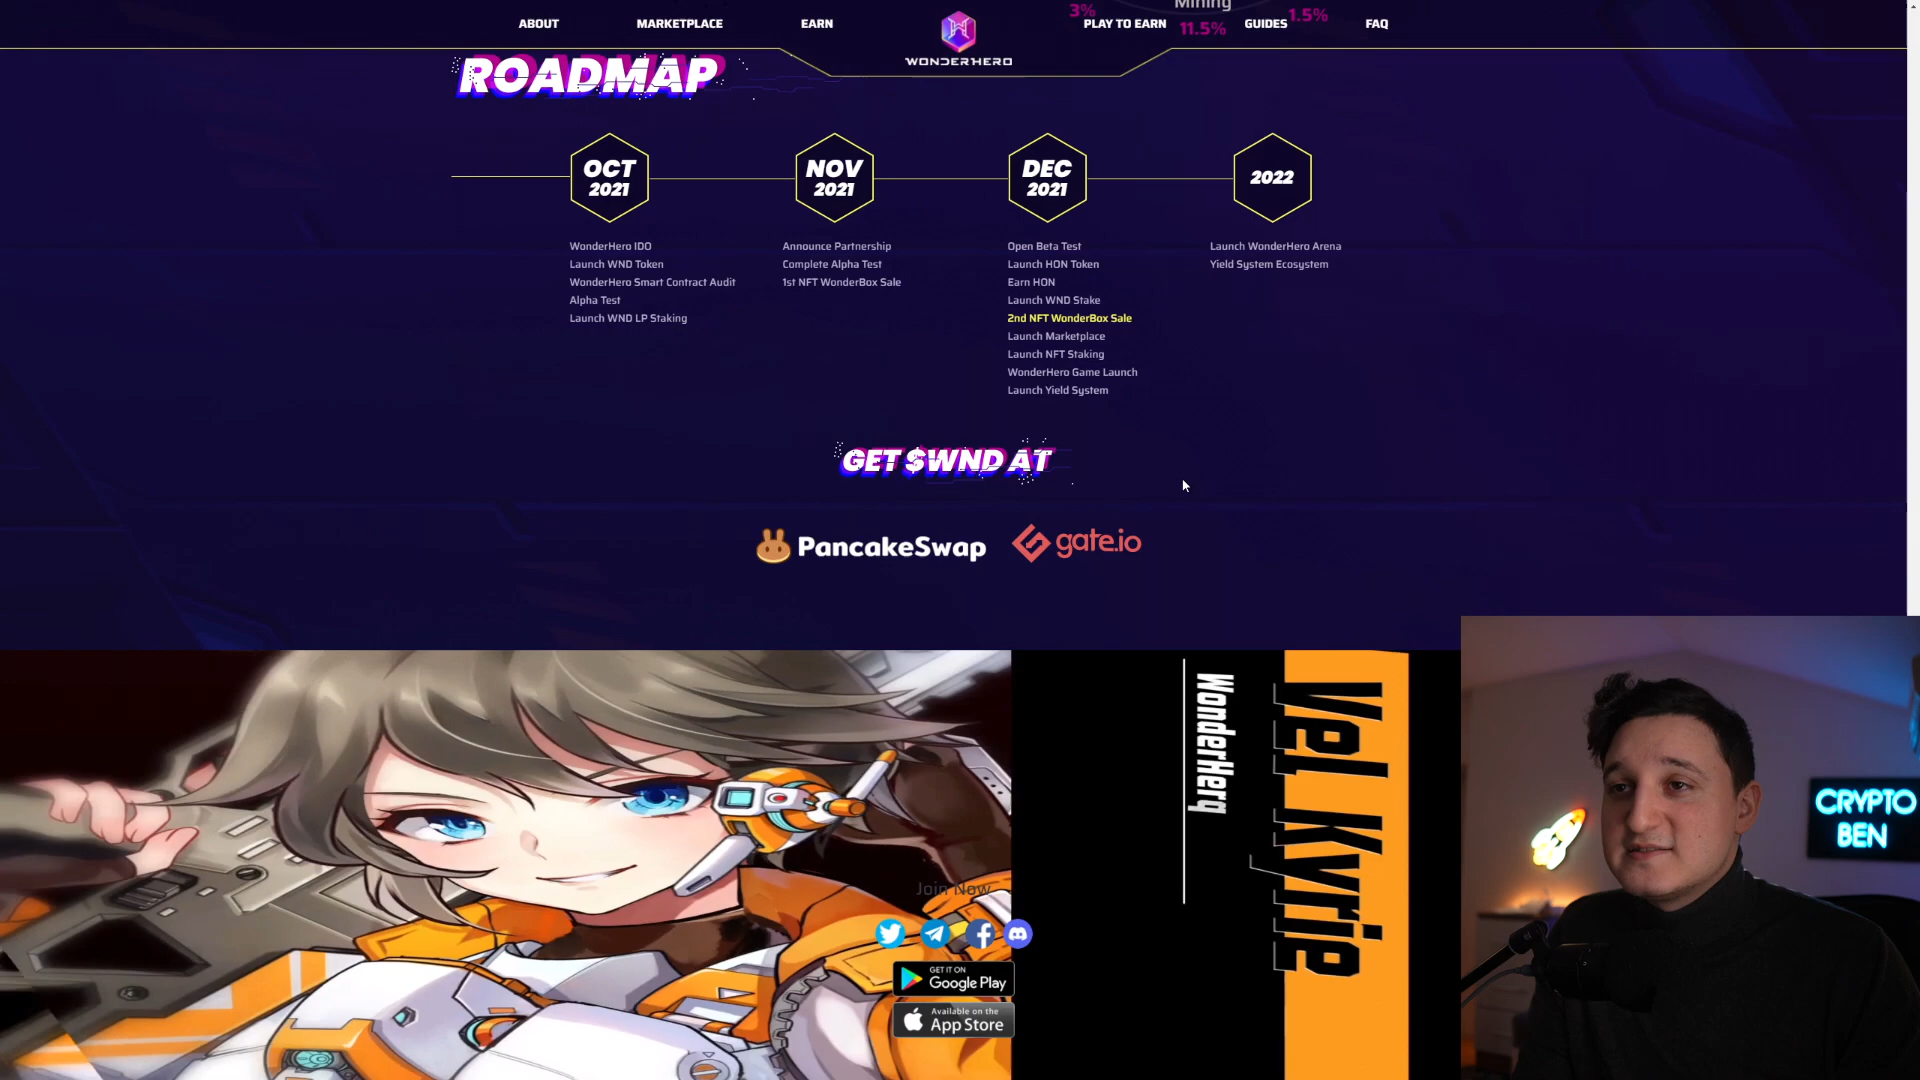 3%
Mining
11.5%
1.5%
ABOUT
MARKETPLACE
EARN
WONDERHERO
PLAY TO EARN
GUIDES
FAQ
ROADMAP
OCT
2021
NOV
2021
DEC
2021
2022
WonderHero IDO
Launch WND Token
WonderHero Smart Contract Audit
Alpha Test
Launch WND LP Staking
Announce Partnership
Complete Alpha Test
1st NFT WonderBox Sale
Open Beta Test
Launch HON Token
Earn HON
Launch WND Stake
2nd NFT WonderBox Sale
Launch Marketplace
Launch NFT Staking
WonderHero Game Launch
Launch Yield System
Launch WonderHero Arena
Yield System Ecosystem
GET $WND AT
PancakeSwap
gate.io
WonderHero
Vel Kyrie
Join Now
GET IT ON
Google Play
Available on the
App Store
CRYPTO
BEN